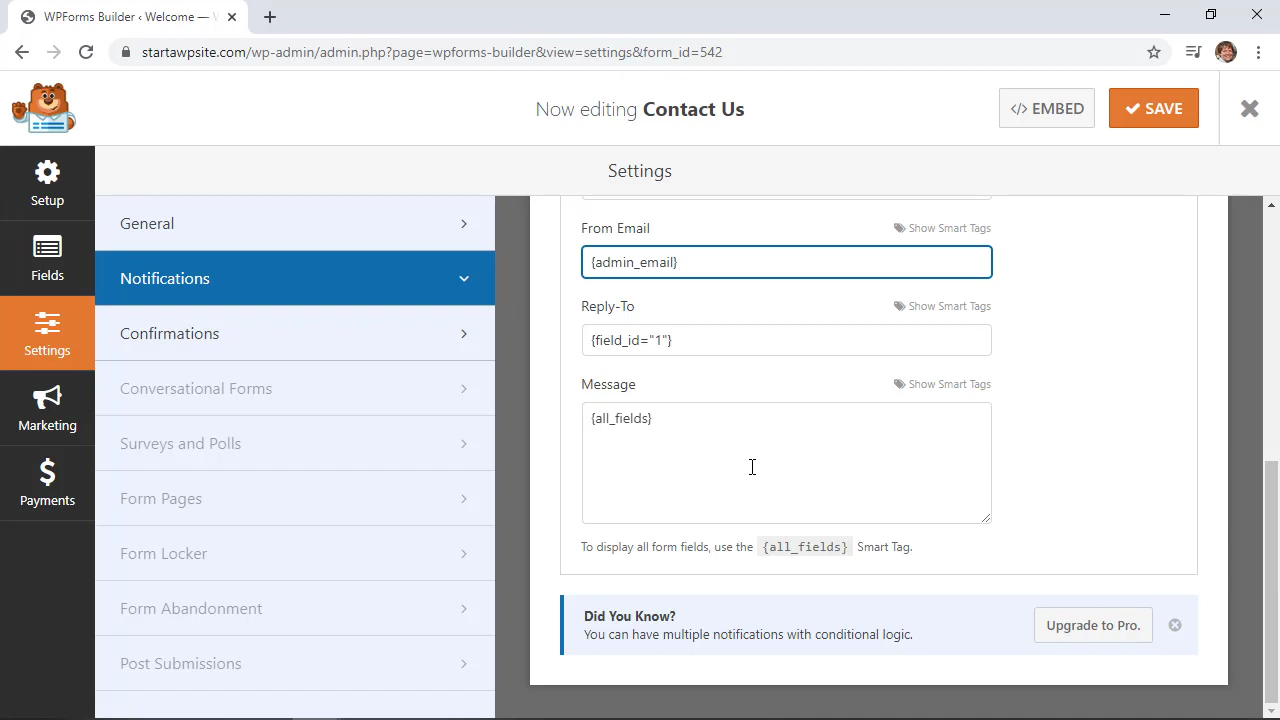 WPForms Builder ‹ Welcome —
startawpsite.com/wp-admin/admin.php?page=wpforms-builder&view=settings&form_id=542
Now editing Contact Us
</> EMBED
SAVE
Setup
Fields
Settings
Marketing
Payments
Settings
General
Notifications
Confirmations
Conversational Forms
Surveys and Polls
Form Pages
Form Locker
Form Abandonment
Post Submissions
From Email
Show Smart Tags
{admin_email}
Reply-To
Show Smart Tags
{field_id="1"}
Message
Show Smart Tags
{all_fields}
To display all form fields, use the {all_fields} Smart Tag.
Did You Know?
You can have multiple notifications with conditional logic.
Upgrade to Pro.